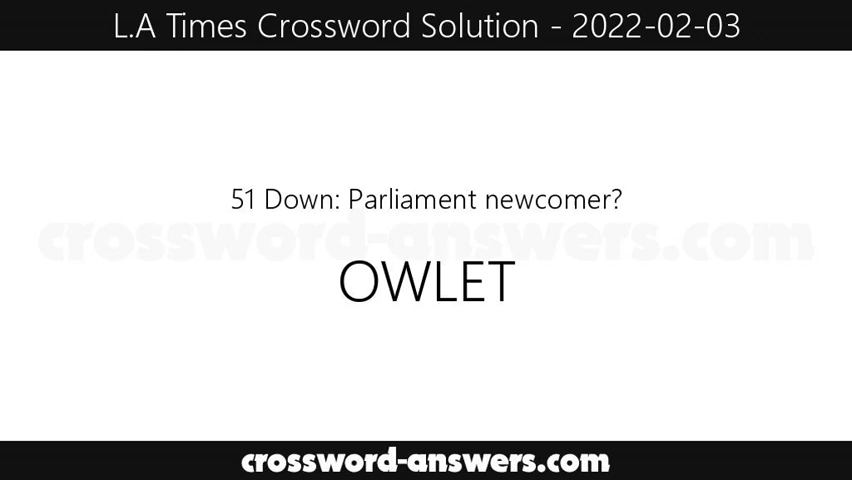 L.A Times Crossword Solution - 2022-02-03
51 Down: Parliament newcomer?
crossword-answers.com
OWLET
crossword-answers.com